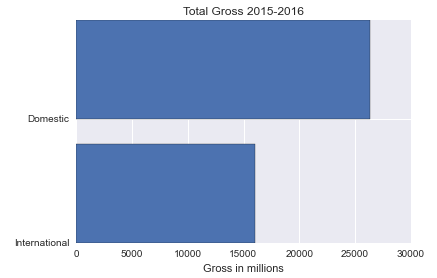 Total Gross 2015-2016
Domestic
International
0 5000 10000 15000 20000 25000 30000
Gross in millions